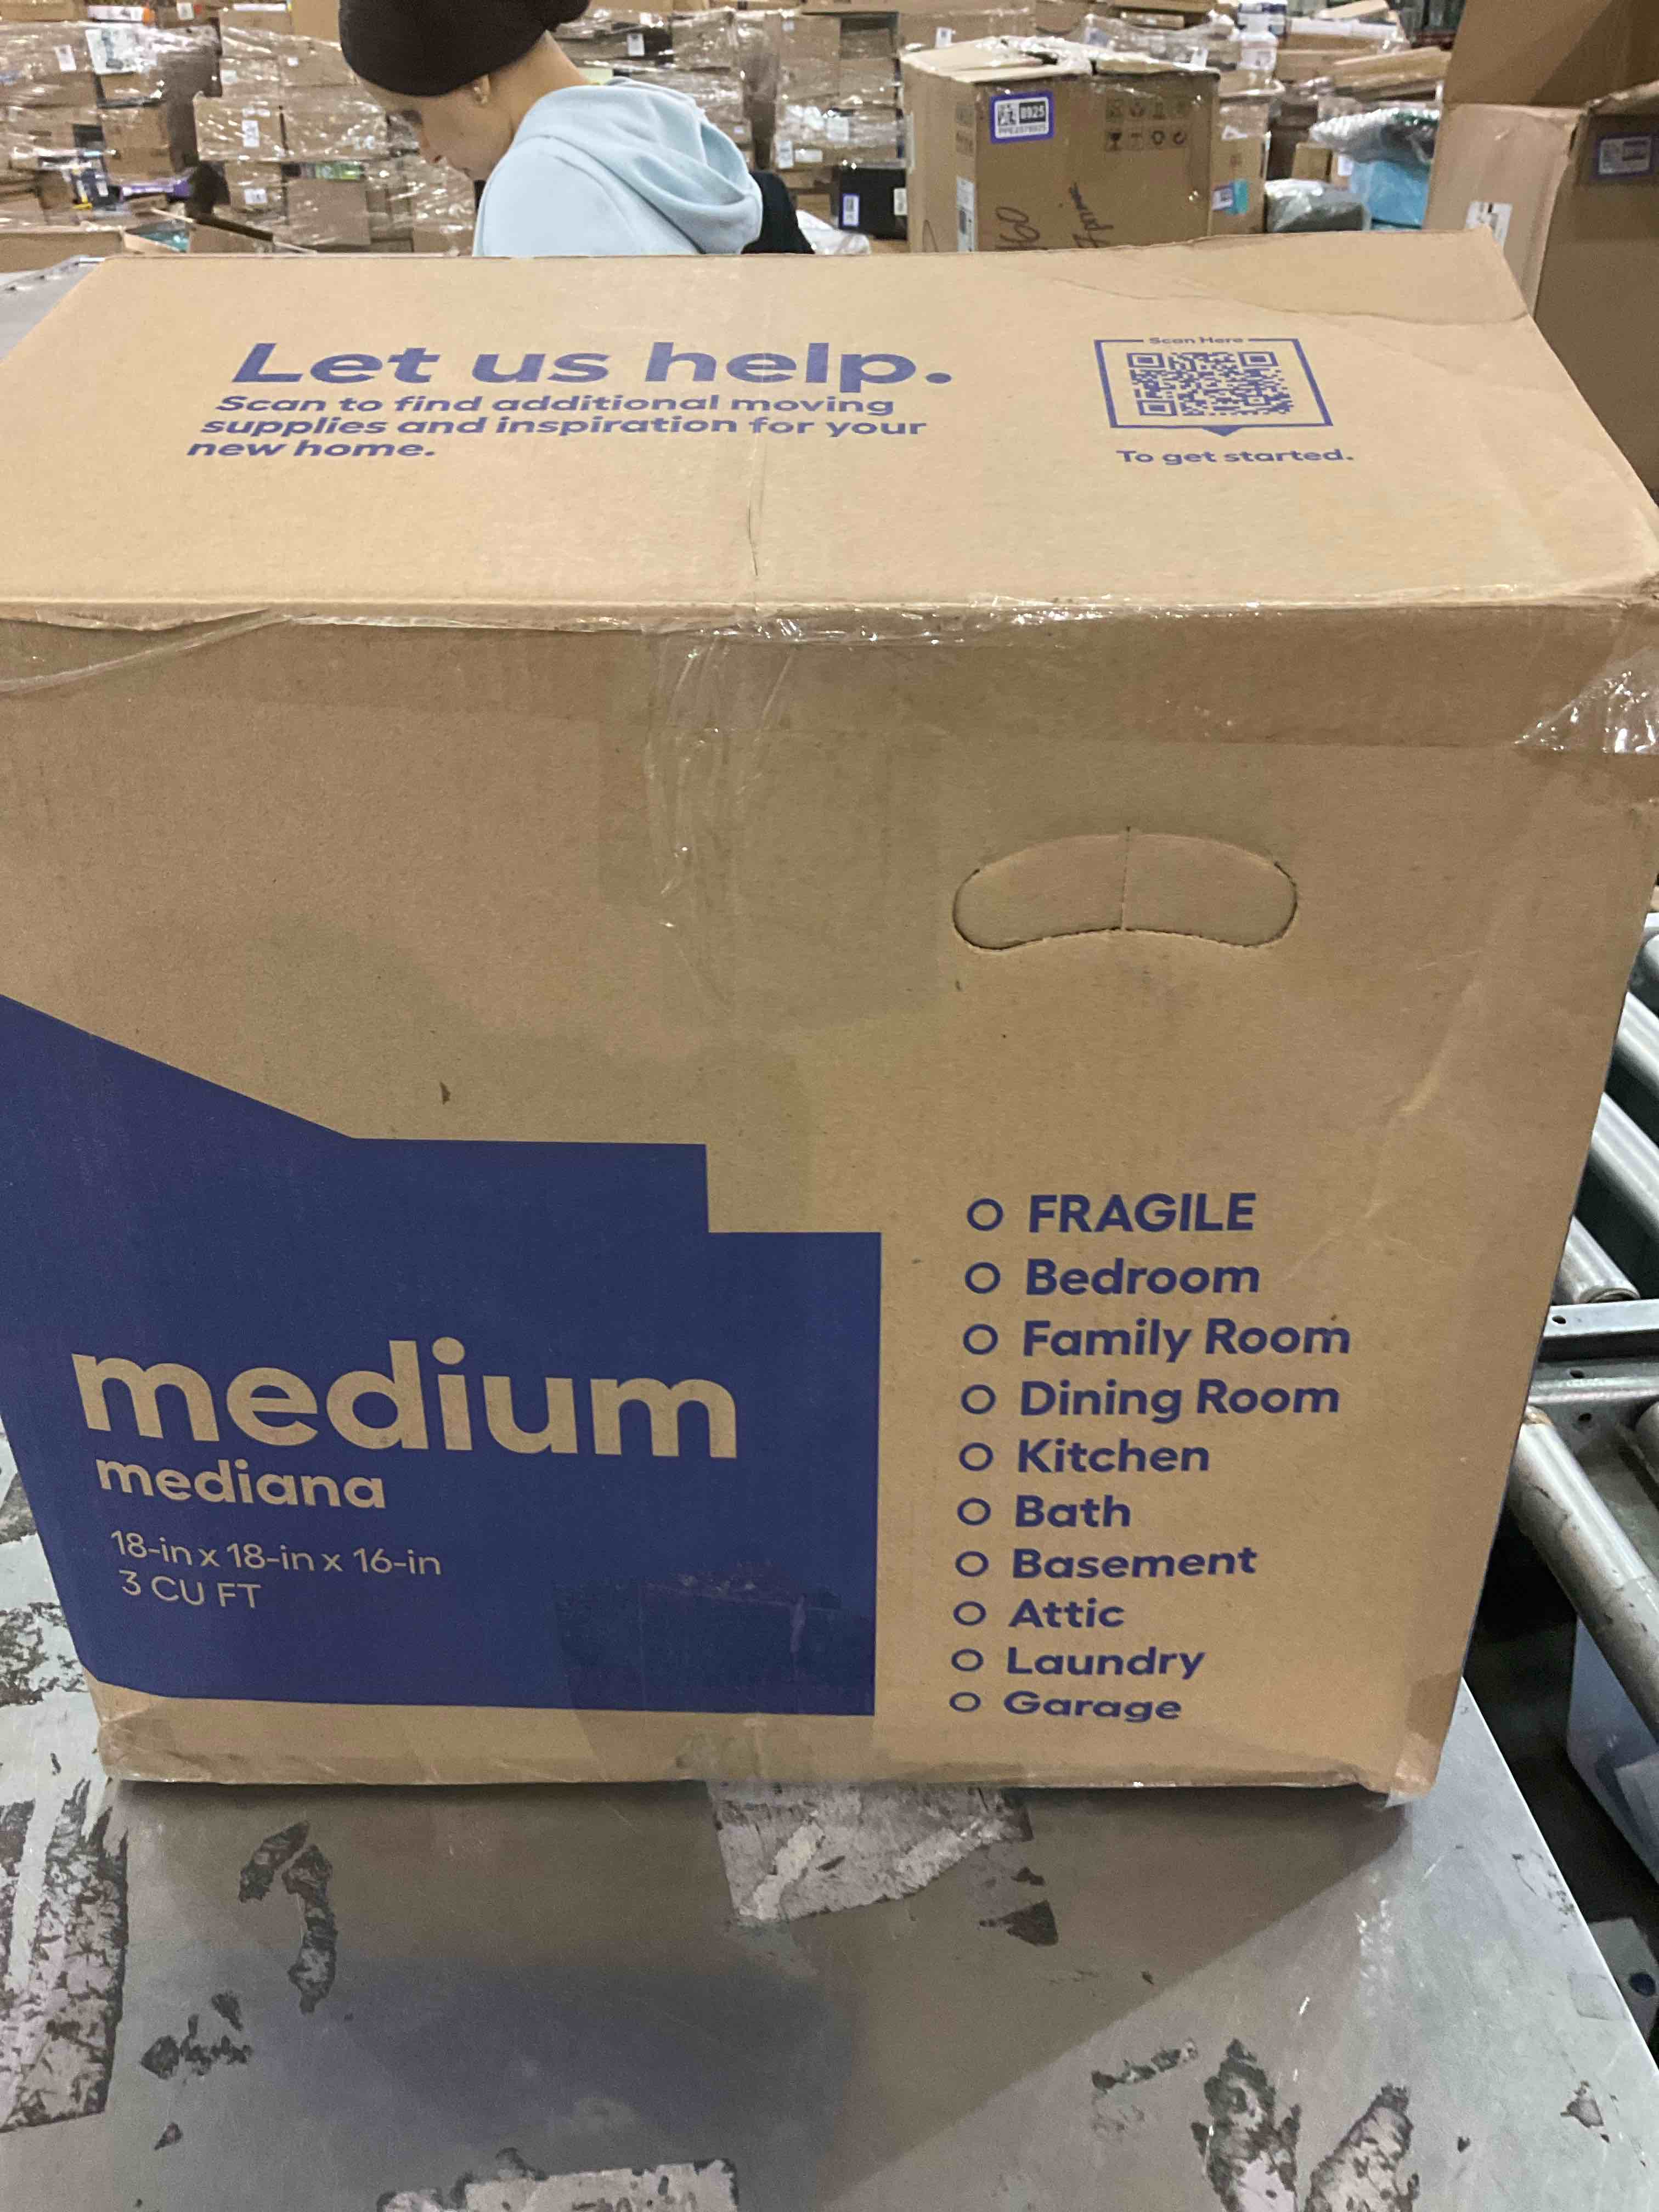 0925
60
Let us help.
Scan to find additional moving
supplies and inspiration for your
new home.
Scan Here
To get started.
medium
mediana
18-in x 18-in x 16-in
3 CU FT
FRAGILE
Bedroom
Family Room
Dining Room
Kitchen
Bath
Basement
Attic
Laundry
Garage